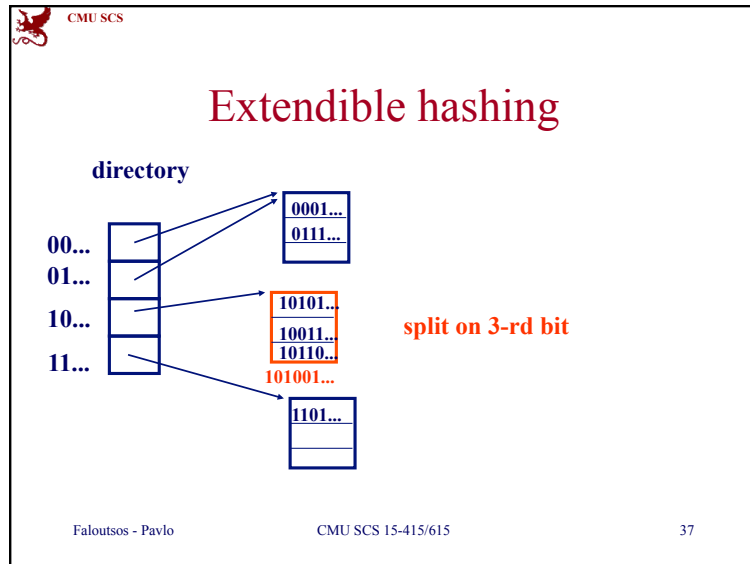 CMU SCS
Extendible hashing
directory
00...
01...
10...
11...
0001...
0111...
10101...
10011...
10110...
101001...
1101...
split on 3-rd bit
Faloutsos - Pavlo
CMU SCS 15-415/615
37